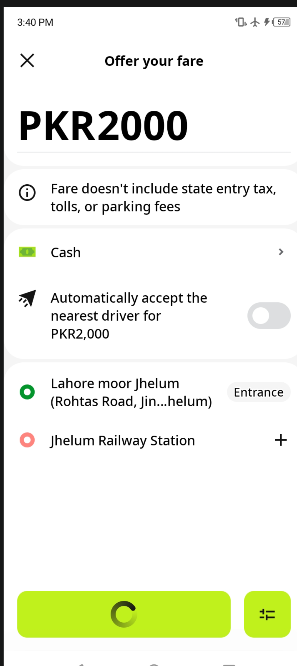 3:40 PM
57
Offer your fare
PKR2000
Fare doesn't include state entry tax,
tolls, or parking fees
Cash
Automatically accept the
nearest driver for
PKR2,000
Lahore moor Jhelum
(Rohtas Road, Jin...helum)
Entrance
Jhelum Railway Station